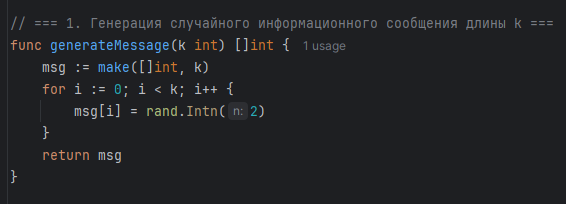 // === 1. Генерация случайного информационного сообщения длины k ===
func generateMessage(k int) []int { 1 usage
    msg := make([]int, k)
    for i := 0; i < k; i++ {
        msg[i] = rand.Intn( n: 2)
    }
    return msg
}